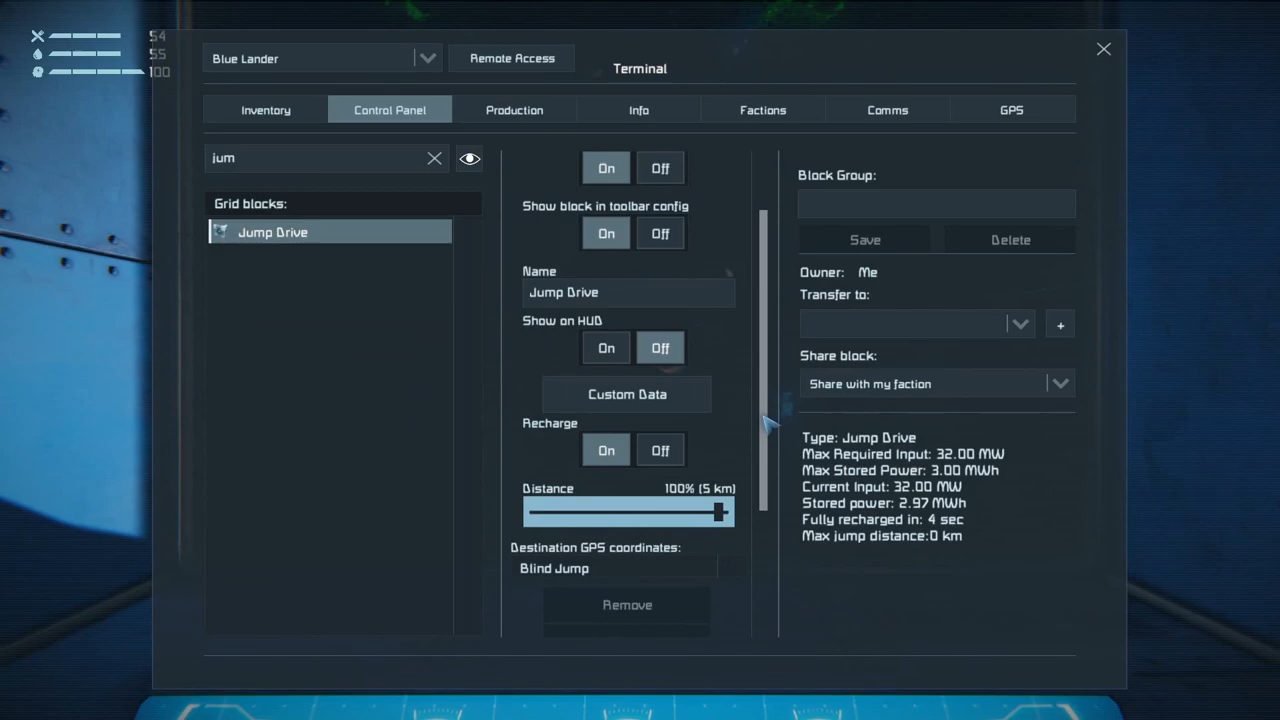 54
55
100
Blue Lander
Remote Access
Terminal
Inventory
Control Panel
Production
Info
Factions
Comms
GPS
jum
Grid blocks:
Jump Drive
On Off
Show block in toolbar config
On Off
Name
Jump Drive
Show on HUD
On Off
Custom Data
Recharge
On Off
Distance 100% (5 km)
Destination GPS coordinates:
Blind Jump
Remove
Block Group:
Save Delete
Owner: Me
Transfer to:
+
Share block:
Share with my faction
Type: Jump Drive
Max Required Input: 32.00 MW
Max Stored Power: 3.00 MWh
Current Input: 32.00 MW
Stored power: 2.97 MWh
Fully recharged in: 4 sec
Max jump distance:0 km